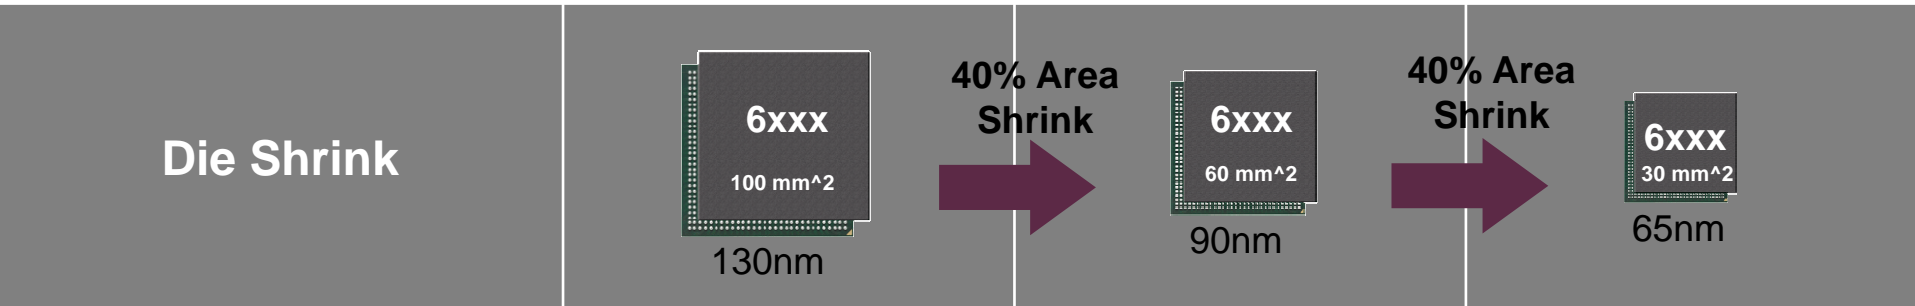 Die Shrink
6xxx
100 mm^2
130nm
40% Area
Shrink
6xxx
60 mm^2
90nm
40% Area
Shrink
6xxx
30 mm^2
65nm